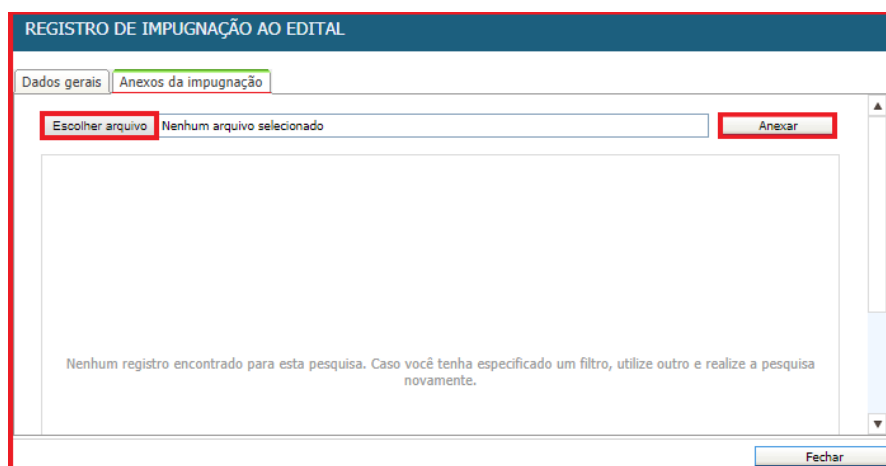 REGISTRO DE IMPUGNAÇÃO AO EDITAL
Dados gerais Anexos da impugnação
Escolher arquivo Nenhum arquivo selecionado Anexar
Nenhum registro encontrado para esta pesquisa. Caso você tenha especificado um filtro, utilize outro e realize a pesquisa
novamente.
Fechar